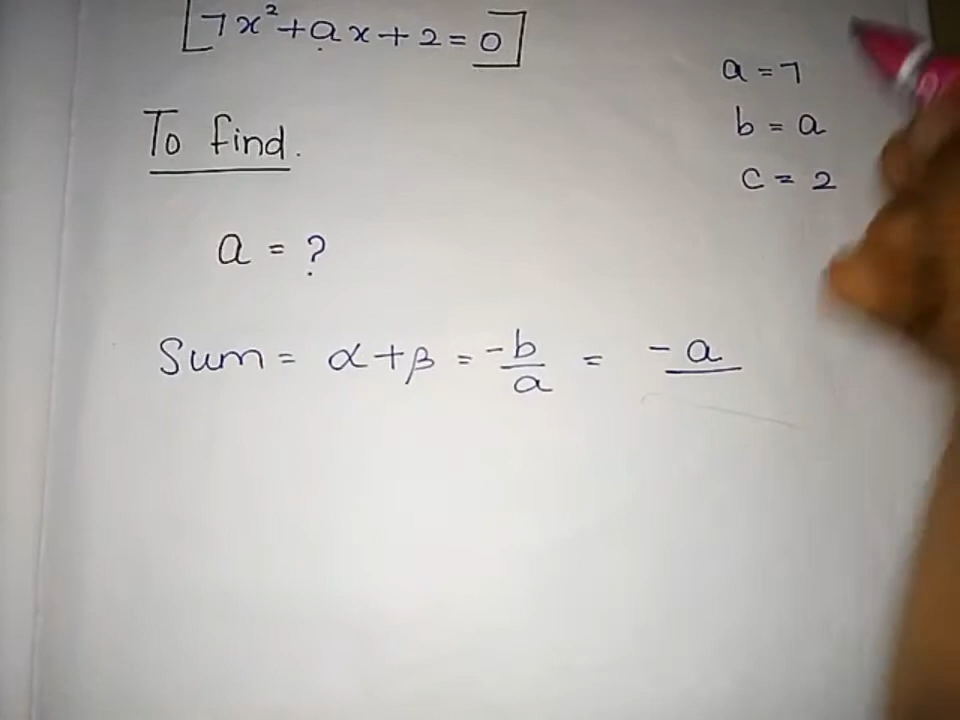 [7x²+ax+2=0]
a=7
b=a
c=2
To find.
a=?
Sum = α+β = -b/a = -a